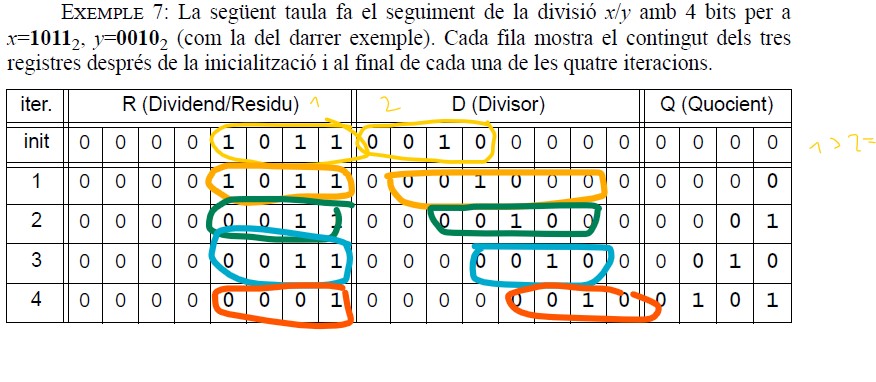 EXEMPLE 7: La següent taula fa el seguiment de la divisió x/y amb 4 bits per a
x=1011₂, y=0010₂ (com la del darrer exemple). Cada fila mostra el contingut dels tres
registres després de la inicialització i al final de cada una de les quatre iteracions.
iter. R (Dividend/Residu) 1 2 D (Divisor) Q (Quocient)
init 0 0 0 0 1 0 1 1 0 0 1 0 0 0 0 0 0 0 0 0 1 > 2 =
1 0 0 0 0 1 0 1 1 0 0 0 1 0 0 0 0 0 0 0 0
2 0 0 0 0 0 0 1 1 0 0 0 0 1 0 0 0 0 0 0 1
3 0 0 0 0 0 0 1 1 0 0 0 0 0 1 0 0 0 0 1 0
4 0 0 0 0 0 0 0 1 0 0 0 0 0 0 1 0 0 1 0 1